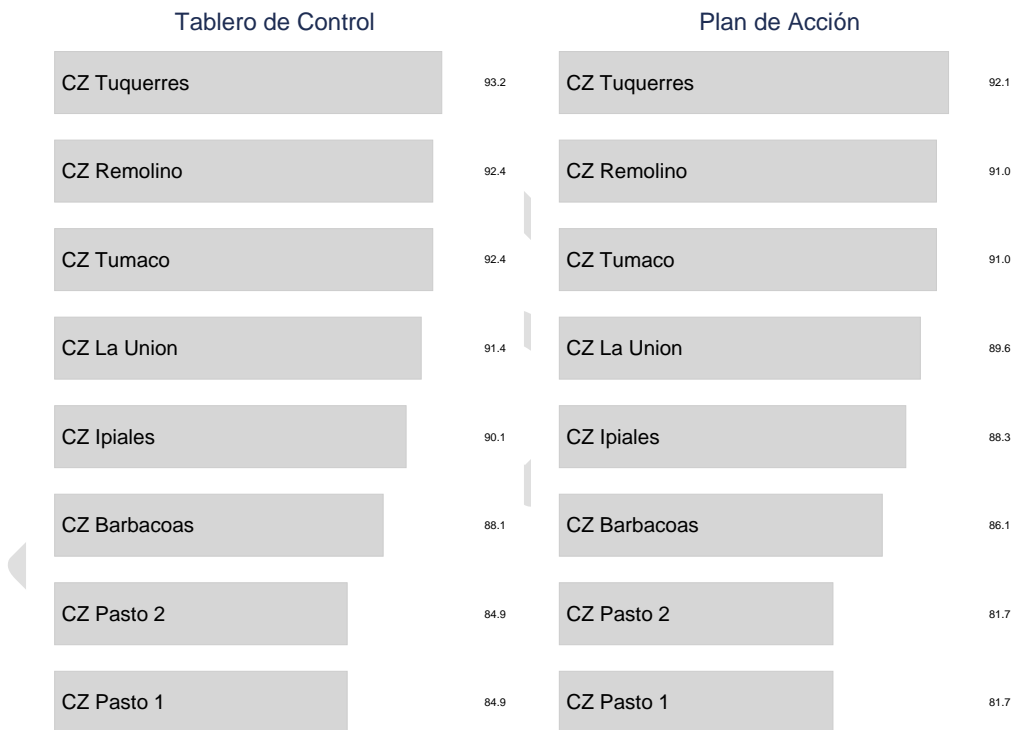 Tablero de Control
CZ Tuquerres 93.2
CZ Remolino 92.4
CZ Tumaco 92.4
CZ La Union 91.4
CZ Ipiales 90.1
CZ Barbacoas 88.1
CZ Pasto 2 84.9
CZ Pasto 1 84.9
Plan de Acción
CZ Tuquerres 92.1
CZ Remolino 91.0
CZ Tumaco 91.0
CZ La Union 89.6
CZ Ipiales 88.3
CZ Barbacoas 86.1
CZ Pasto 2 81.7
CZ Pasto 1 81.7